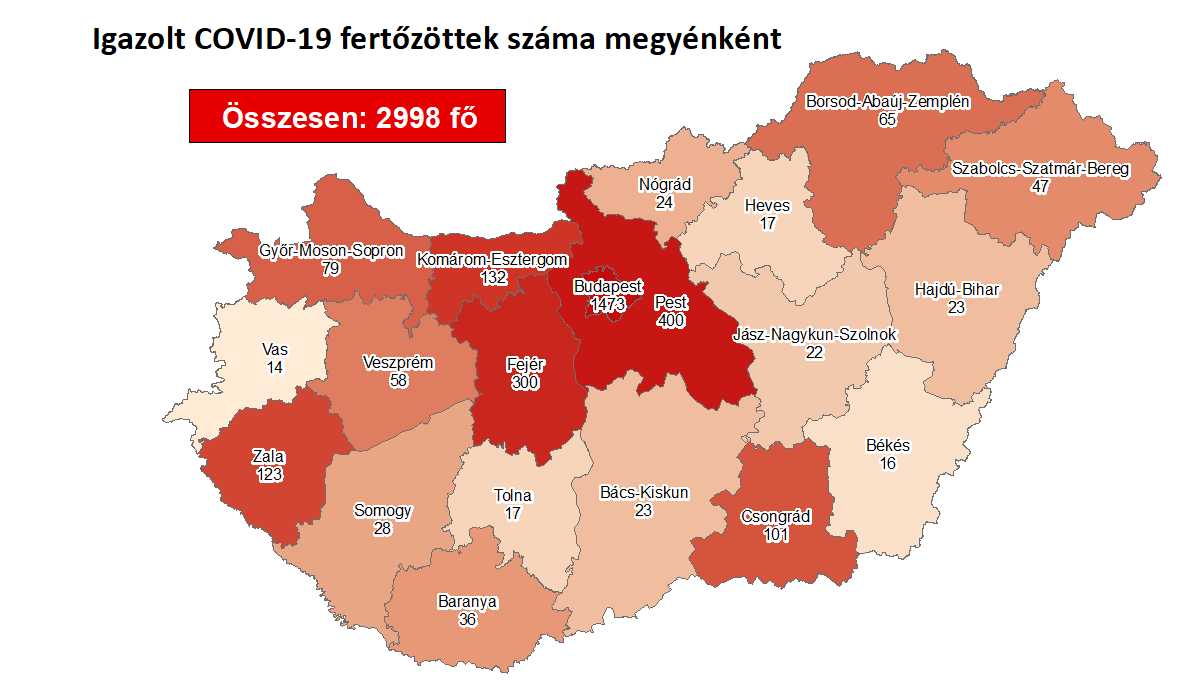 Igazolt COVID-19 fertőzöttek száma megyénként
Összesen: 2998 fő
Borsod-Abaúj-Zemplén
65
Szabolcs-Szatmár-Bereg
47
Nógrád
24
Heves
17
Győr-Moson-Sopron
79
Komárom-Esztergom
132
Budapest
1473
Pest
400
Hajdú-Bihar
23
Jász-Nagykun-Szolnok
22
Vas
14
Veszprém
58
Fejér
300
Békés
16
Zala
123
Somogy
28
Tolna
17
Bács-Kiskun
23
Csongrád
101
Baranya
36